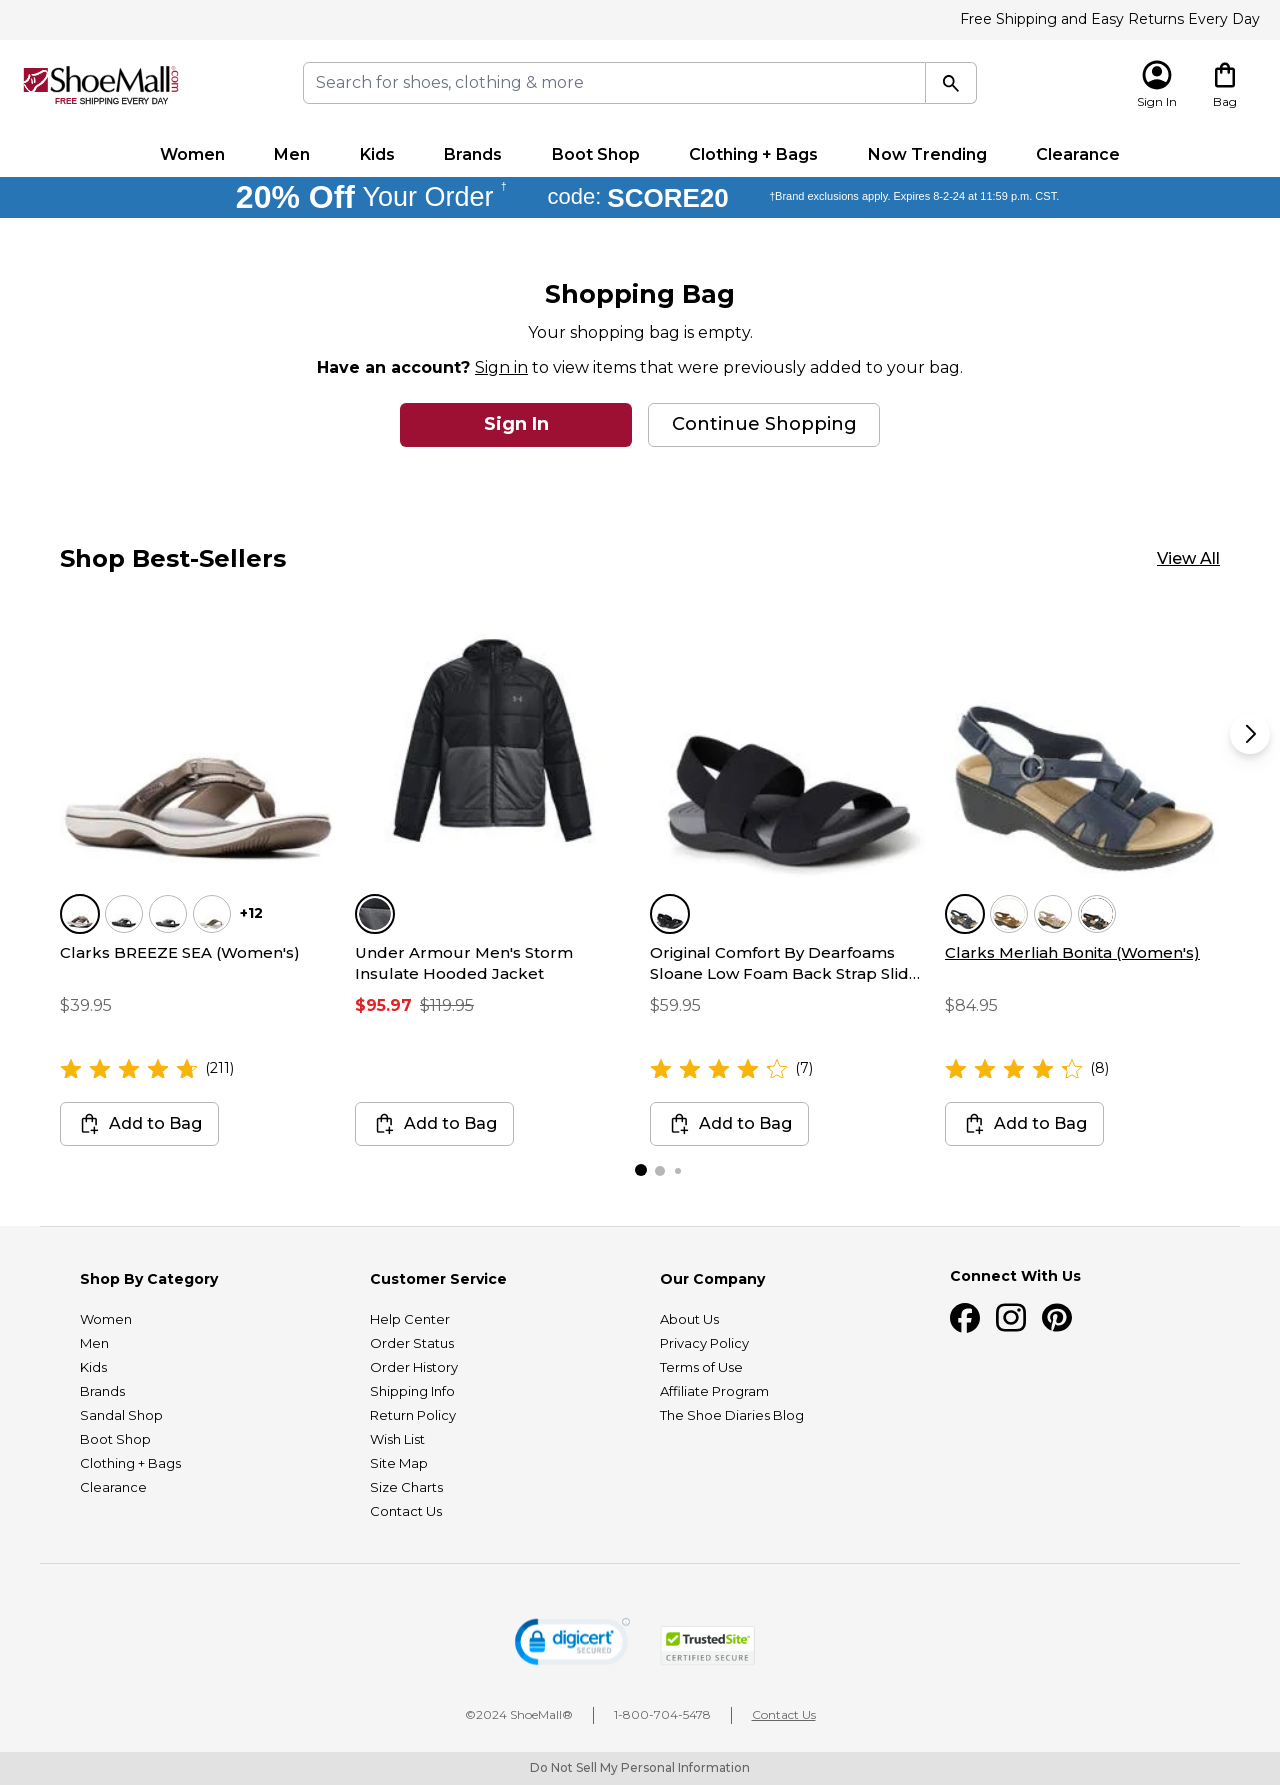 Free Shipping and Easy Returns Every Day
ShoeMall.com
FREE SHIPPING EVERY DAY
Search for shoes, clothing & more
Sign In
Bag
Women Men Kids Brands Boot Shop Clothing + Bags Now Trending Clearance
20% Off Your Order † code: SCORE20 †Brand exclusions apply. Expires 8-2-24 at 11:59 p.m. CST.
Shopping Bag
Your shopping bag is empty.
Have an account? Sign in to view items that were previously added to your bag.
Sign In
Continue Shopping
Shop Best-Sellers
View All
+12
Clarks BREEZE SEA (Women's)
$39.95
(211)
Add to Bag
Under Armour Men's Storm
Insulate Hooded Jacket
$95.97 $119.95
Add to Bag
Original Comfort By Dearfoams
Sloane Low Foam Back Strap Slid...
$59.95
(7)
Add to Bag
Clarks Merliah Bonita (Women's)
$84.95
(8)
Add to Bag
Shop By Category
Women
Men
Kids
Brands
Sandal Shop
Boot Shop
Clothing + Bags
Clearance
Customer Service
Help Center
Order Status
Order History
Shipping Info
Return Policy
Wish List
Site Map
Size Charts
Contact Us
Our Company
About Us
Privacy Policy
Terms of Use
Affiliate Program
The Shoe Diaries Blog
Connect With Us
digicert
SECURED
TrustedSite
CERTIFIED SECURE
©2024 ShoeMall® 1-800-704-5478 Contact Us
Do Not Sell My Personal Information